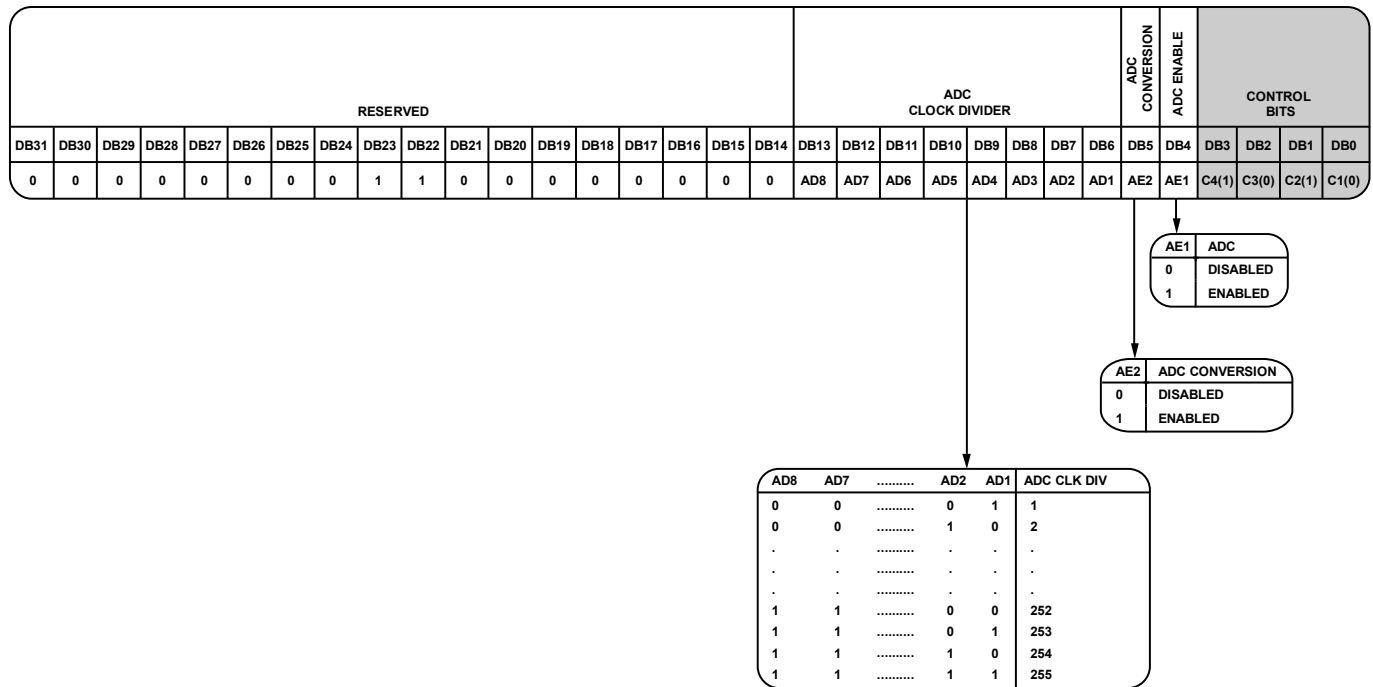 RESERVED
ADC
CLOCK DIVIDER
ADC
CONVERSION
ADC ENABLE
CONTROL
BITS
DB31 DB30 DB29 DB28 DB27 DB26 DB25 DB24 DB23 DB22 DB21 DB20 DB19 DB18 DB17 DB16 DB15 DB14 DB13 DB12 DB11 DB10 DB9 DB8 DB7 DB6 DB5 DB4 DB3 DB2 DB1 DB0
0 0 0 0 0 0 0 0 1 1 0 0 0 0 0 0 0 0 AD8 AD7 AD6 AD5 AD4 AD3 AD2 AD1 AE2 AE1 C4(1) C3(0) C2(1) C1(0)
AE1 ADC
0 DISABLED
1 ENABLED
AE2 ADC CONVERSION
0 DISABLED
1 ENABLED
AD8 AD7 .......... AD2 AD1 ADC CLK DIV
0 0 .......... 0 1 1
0 0 .......... 1 0 2
. . .......... . . .
. . .......... . . .
. . .......... . . .
1 1 .......... 0 0 252
1 1 .......... 0 1 253
1 1 .......... 1 0 254
1 1 .......... 1 1 255